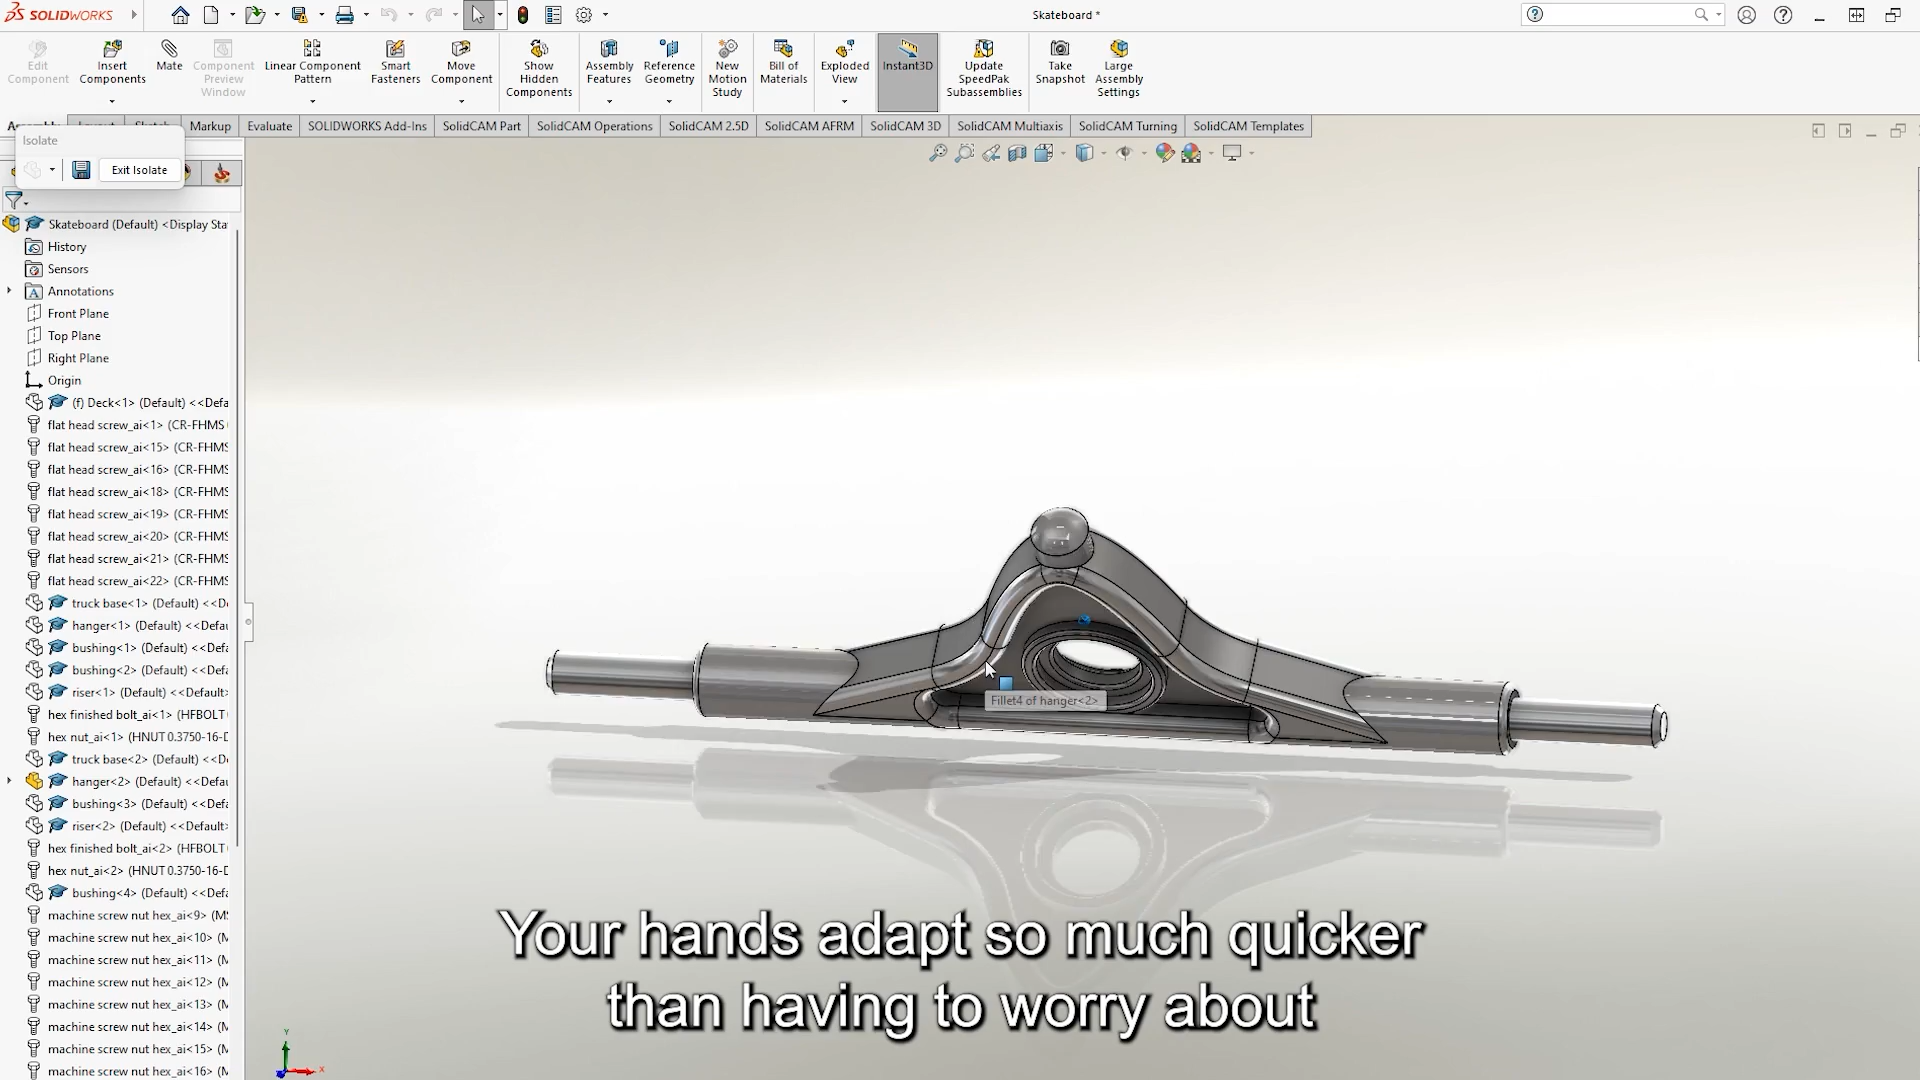 SOLIDWORKS
Skateboard *
Edit Component
Insert Components
Mate
Component Preview Window
Linear Component Pattern
Smart Fasteners
Move Component
Show Hidden Components
Assembly Features
Reference Geometry
New Motion Study
Bill of Materials
Exploded View
Instant3D
Update SpeedPak Subassemblies
Take Snapshot
Large Assembly Settings
Markup
Evaluate
SOLIDWORKS Add-Ins
SolidCAM Part
SolidCAM Operations
SolidCAM 2.5D
SolidCAM AFRM
SolidCAM 3D
SolidCAM Multiaxis
SolidCAM Turning
SolidCAM Templates
Isolate
Exit Isolate
Skateboard (Default) <Display Sta
History
Sensors
Annotations
Front Plane
Top Plane
Right Plane
Origin
(f) Deck<1> (Default) <<Defa
flat head screw_ai<1> (CR-FHMS
flat head screw_ai<15> (CR-FHMS
flat head screw_ai<16> (CR-FHMS
flat head screw_ai<18> (CR-FHMS
flat head screw_ai<19> (CR-FHMS
flat head screw_ai<20> (CR-FHMS
flat head screw_ai<21> (CR-FHMS
flat head screw_ai<22> (CR-FHMS
truck base<1> (Default) <<D
hanger<1> (Default) <<Defau
bushing<1> (Default) <<Defa
bushing<2> (Default) <<Defa
riser<1> (Default) <<Default>
hex finished bolt_ai<1> (HFBOLT
hex nut_ai<1> (HNUT 0.3750-16-D
truck base<2> (Default) <<D
hanger<2> (Default) <<Defau
bushing<3> (Default) <<Defa
riser<2> (Default) <<Default>
hex finished bolt_ai<2> (HFBOLT
hex nut_ai<2> (HNUT 0.3750-16-D
bushing<4> (Default) <<Defa
machine screw nut hex_ai<9> (MS
machine screw nut hex_ai<10> (M
machine screw nut hex_ai<11> (M
machine screw nut hex_ai<12> (M
machine screw nut hex_ai<13> (M
machine screw nut hex_ai<14> (M
machine screw nut hex_ai<15> (M
machine screw nut hex_ai<16> (M
Fillet4 of hanger<2>
Your hands adapt so much quicker
than having to worry about
Y
X